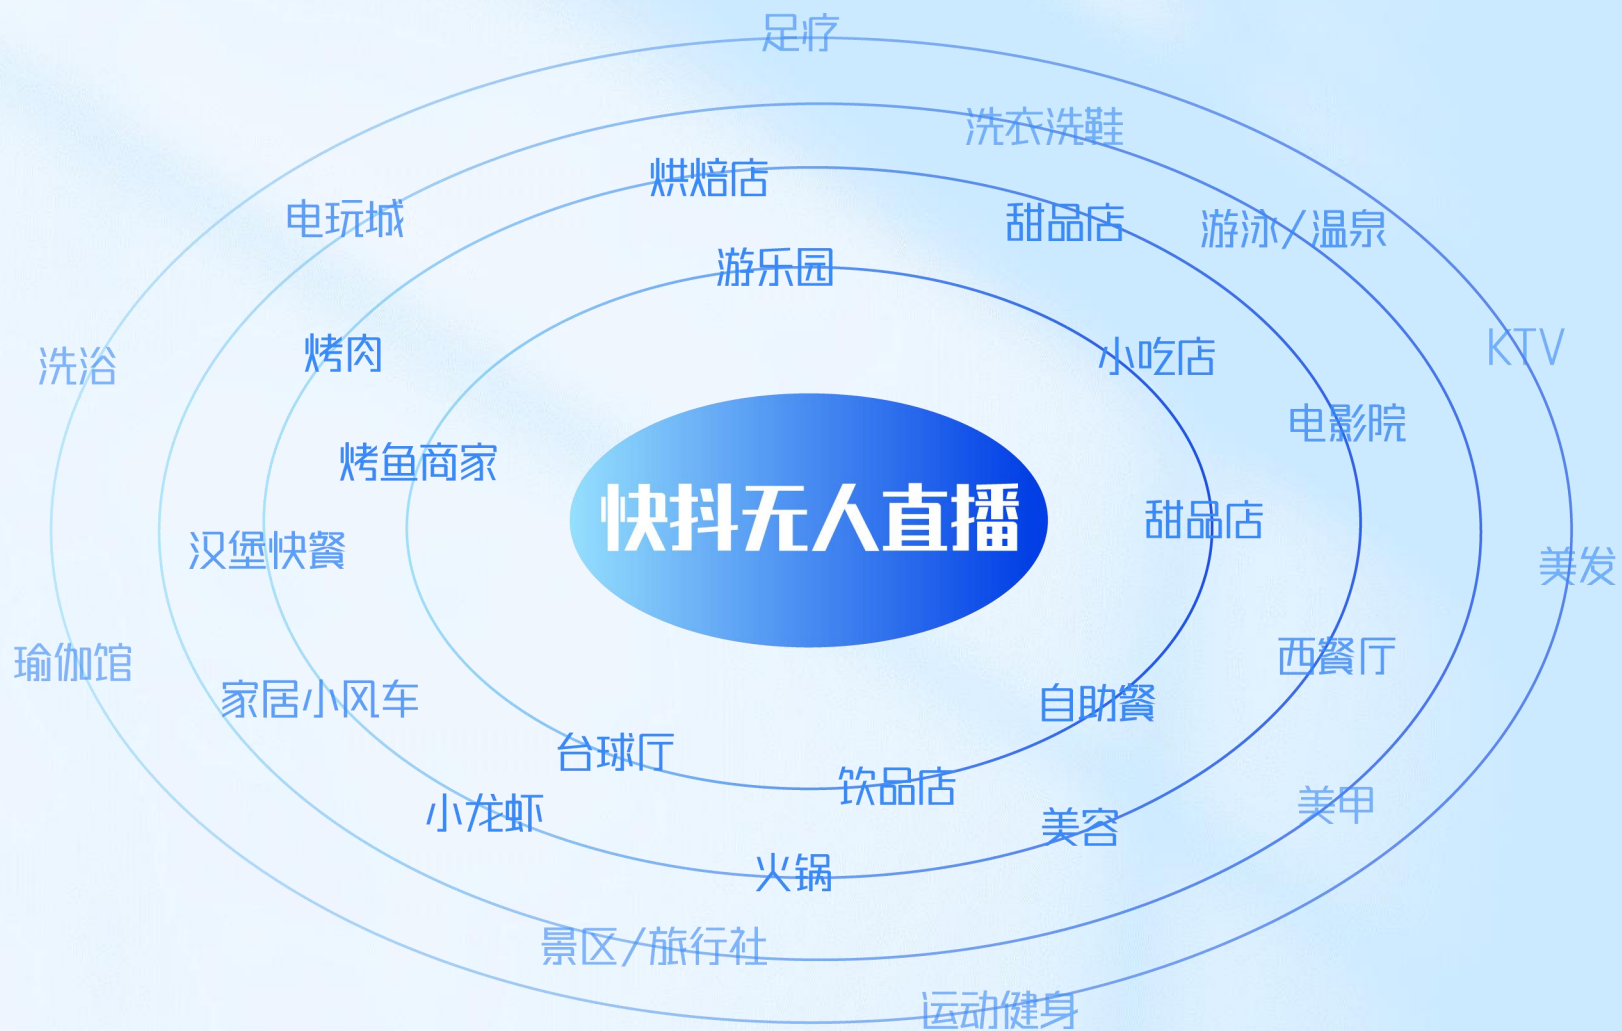 足疗
洗衣洗鞋
烘焙店
电玩城
甜品店
游泳/温泉
游乐园
KTV
烤肉
小吃店
洗浴
电影院
烤鱼商家
快抖无人直播
甜品店
汉堡快餐
美发
西餐厅
瑜伽馆
家居小风车
自助餐
台球厅
饮品店
美甲
小龙虾
美容
火锅
景区/旅行社
运动健身